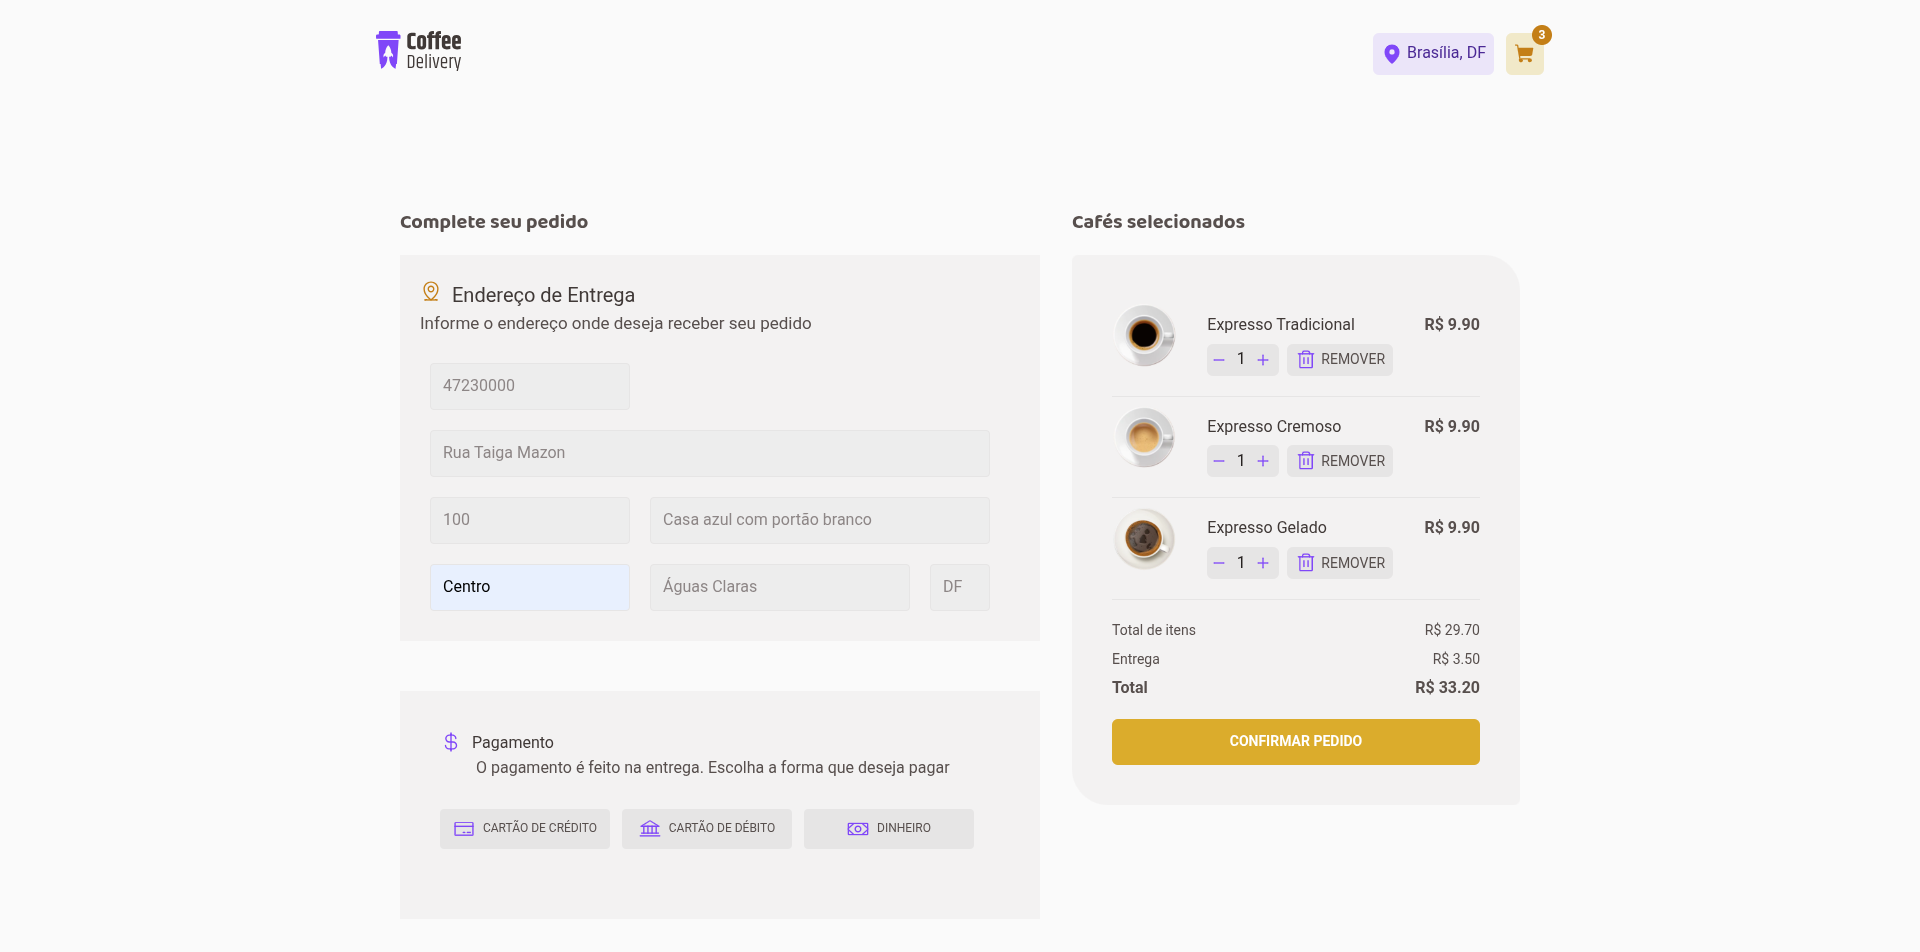 Coffee
Delivery
Brasília, DF
3
Complete seu pedido
Endereço de Entrega
Informe o endereço onde deseja receber seu pedido
47230000
Rua Taiga Mazon
100
Casa azul com portão branco
Centro
Águas Claras
DF
Pagamento
O pagamento é feito na entrega. Escolha a forma que deseja pagar
CARTÃO DE CRÉDITO
CARTÃO DE DÉBITO
DINHEIRO
Cafés selecionados
Expresso Tradicional R$ 9.90
1 REMOVER
Expresso Cremoso R$ 9.90
1 REMOVER
Expresso Gelado R$ 9.90
1 REMOVER
Total de itens R$ 29.70
Entrega R$ 3.50
Total R$ 33.20
CONFIRMAR PEDIDO